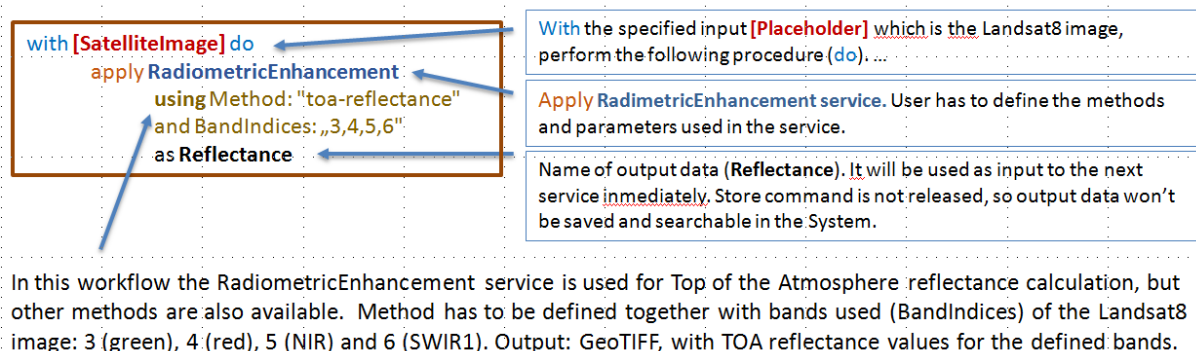 with [SatelliteImage] do
apply RadiometricEnhancement
using Method: "toa-reflectance"
and BandIndices: „3,4,5,6"
as Reflectance
With the specified input [Placeholder] which is the Landsat8 image,
perform the following procedure (do). ...
Apply RadimetricEnhancement service. User has to define the methods
and parameters used in the service.
Name of output data (Reflectance). It will be used as input to the next
service inmediately. Store command is not released, so output data won't
be saved and searchable in the System.
In this workflow the RadiometricEnhancement service is used for Top of the Atmosphere reflectance calculation, but
other methods are also available. Method has to be defined together with bands used (BandIndices) of the Landsat8
image: 3 (green), 4 (red), 5 (NIR) and 6 (SWIR1). Output: GeoTIFF, with TOA reflectance values for the defined bands.